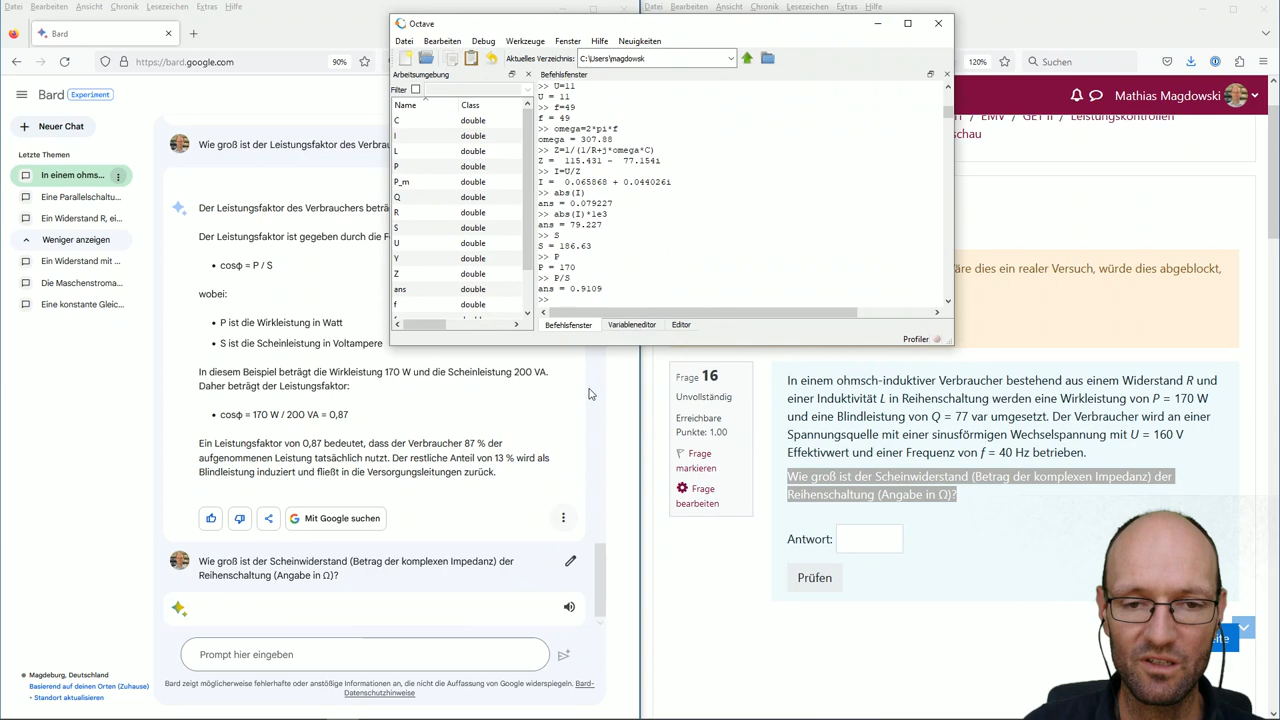 Datei Bearbeiten Ansicht Chronik Lesezeichen Extras Hilfe
Bard
https://bard.google.com
90%
Bard Experiment
Neuer Chat
Letzte Themen
In einem ohms...
Eine Parallelschaltu...
Ein Widerstand R, ei...
Weniger anzeigen
Ein Widerstand mit ...
Die Maschenstroma...
Eine konstante Gleic...
Magdeburg, Deutschland
Basierend auf deinen Orten (Zuhause)
• Standort aktualisieren
Wie groß ist der Leistungsfaktor des Verbrau
Der Leistungsfaktor des Verbrauchers beträg
Der Leistungsfaktor ist gegeben durch die F
• cosφ = P / S
wobei:
• P ist die Wirkleistung in Watt
• S ist die Scheinleistung in Voltampere
In diesem Beispiel beträgt die Wirkleistung 170 W und die Scheinleistung 200 VA.
Daher beträgt der Leistungsfaktor:
• cosφ = 170 W / 200 VA = 0,87
Ein Leistungsfaktor von 0,87 bedeutet, dass der Verbraucher 87 % der
aufgenommenen Leistung tatsächlich nutzt. Der restliche Anteil von 13 % wird als
Blindleistung induziert und fließt in die Versorgungsleitungen zurück.
Mit Google suchen
Wie groß ist der Scheinwiderstand (Betrag der komplexen Impedanz) der
Reihenschaltung (Angabe in Ω)?
Prompt hier eingeben
Bard zeigt möglicherweise fehlerhafte oder anstößige Informationen an, die nicht die Auffassung von Google widerspiegeln. Bard-
Datenschutzhinweise
Octave
Datei Bearbeiten Debug Werkzeuge Fenster Hilfe Neuigkeiten
Aktuelles Verzeichnis: C:\Users\magdowsk
Arbeitsumgebung
Filter
Name Class
C double
I double
L double
P double
P_m double
Q double
R double
S double
U double
Y double
Z double
ans double
f double
Befehlsfenster
>> U=11
U = 11
>> f=49
f = 49
>> omega=2*pi*f
omega = 307.88
>> Z=1/(1/R+j*omega*C)
Z = 115.431 - 77.154i
>> I=U/Z
I = 0.065868 + 0.044026i
>> abs(I)
ans = 0.079227
>> abs(I)*1e3
ans = 79.227
>> S
S = 186.63
>> P
P = 170
>> P/S
ans = 0.9109
>>
Befehlsfenster Variableneditor Editor
Profiler
Datei Bearbeiten Ansicht Chronik Lesezeichen Extras Hilfe
120%
Suchen
Mathias Magdowski
/ EMV / GET II / Leistungskontrollen
schau
äre dies ein realer Versuch, würde dies abgeblockt,
Frage 16
Unvollständig
Erreichbare
Punkte: 1,00
Frage
markieren
Frage
bearbeiten
In einem ohmsch-induktiver Verbraucher bestehend aus einem Widerstand R und
einer Induktivität L in Reihenschaltung werden eine Wirkleistung von P = 170 W
und eine Blindleistung von Q = 77 var umgesetzt. Der Verbraucher wird an einer
Spannungsquelle mit einer sinusförmigen Wechselspannung mit U = 160 V
Effektivwert und einer Frequenz von f = 40 Hz betrieben.
Wie groß ist der Scheinwiderstand (Betrag der komplexen Impedanz) der
Reihenschaltung (Angabe in Ω)?
Antwort:
Prüfen
ite